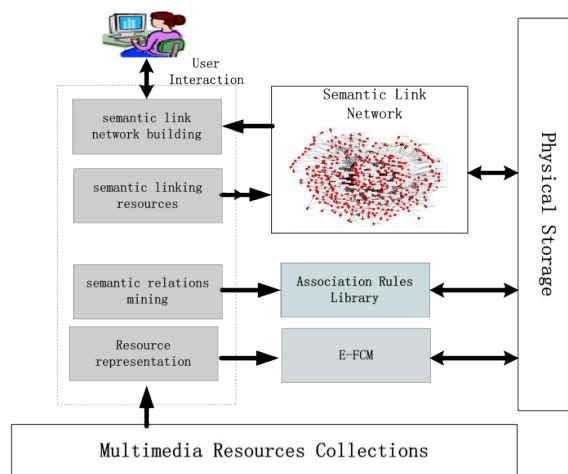 User
Interaction
semantic link
network building
Semantic Link
Network
semantic linking
resources
semantic relations
mining
Association Rules
Library
Resource
representation
E-FCM
Physical Storage
Multimedia Resources Collections